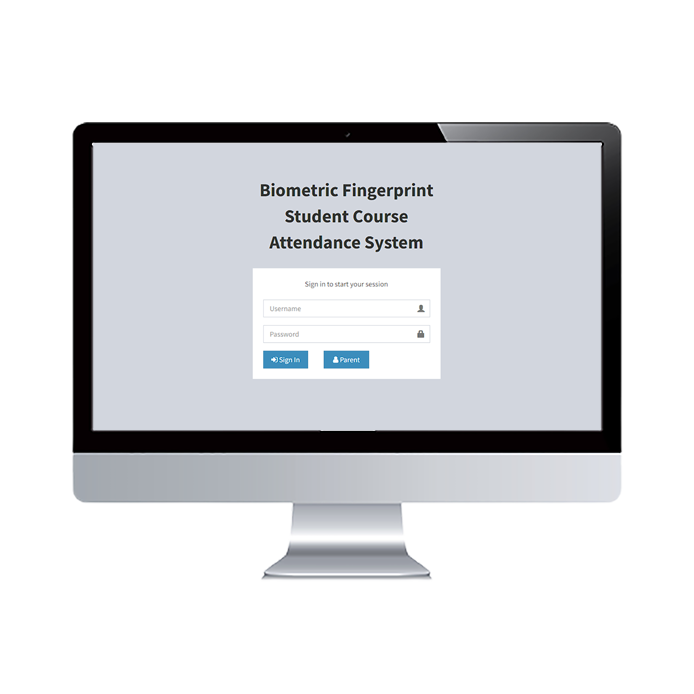 Biometric Fingerprint
Student Course
Attendance System
Sign in to start your session
Username
Password
Sign In
Parent